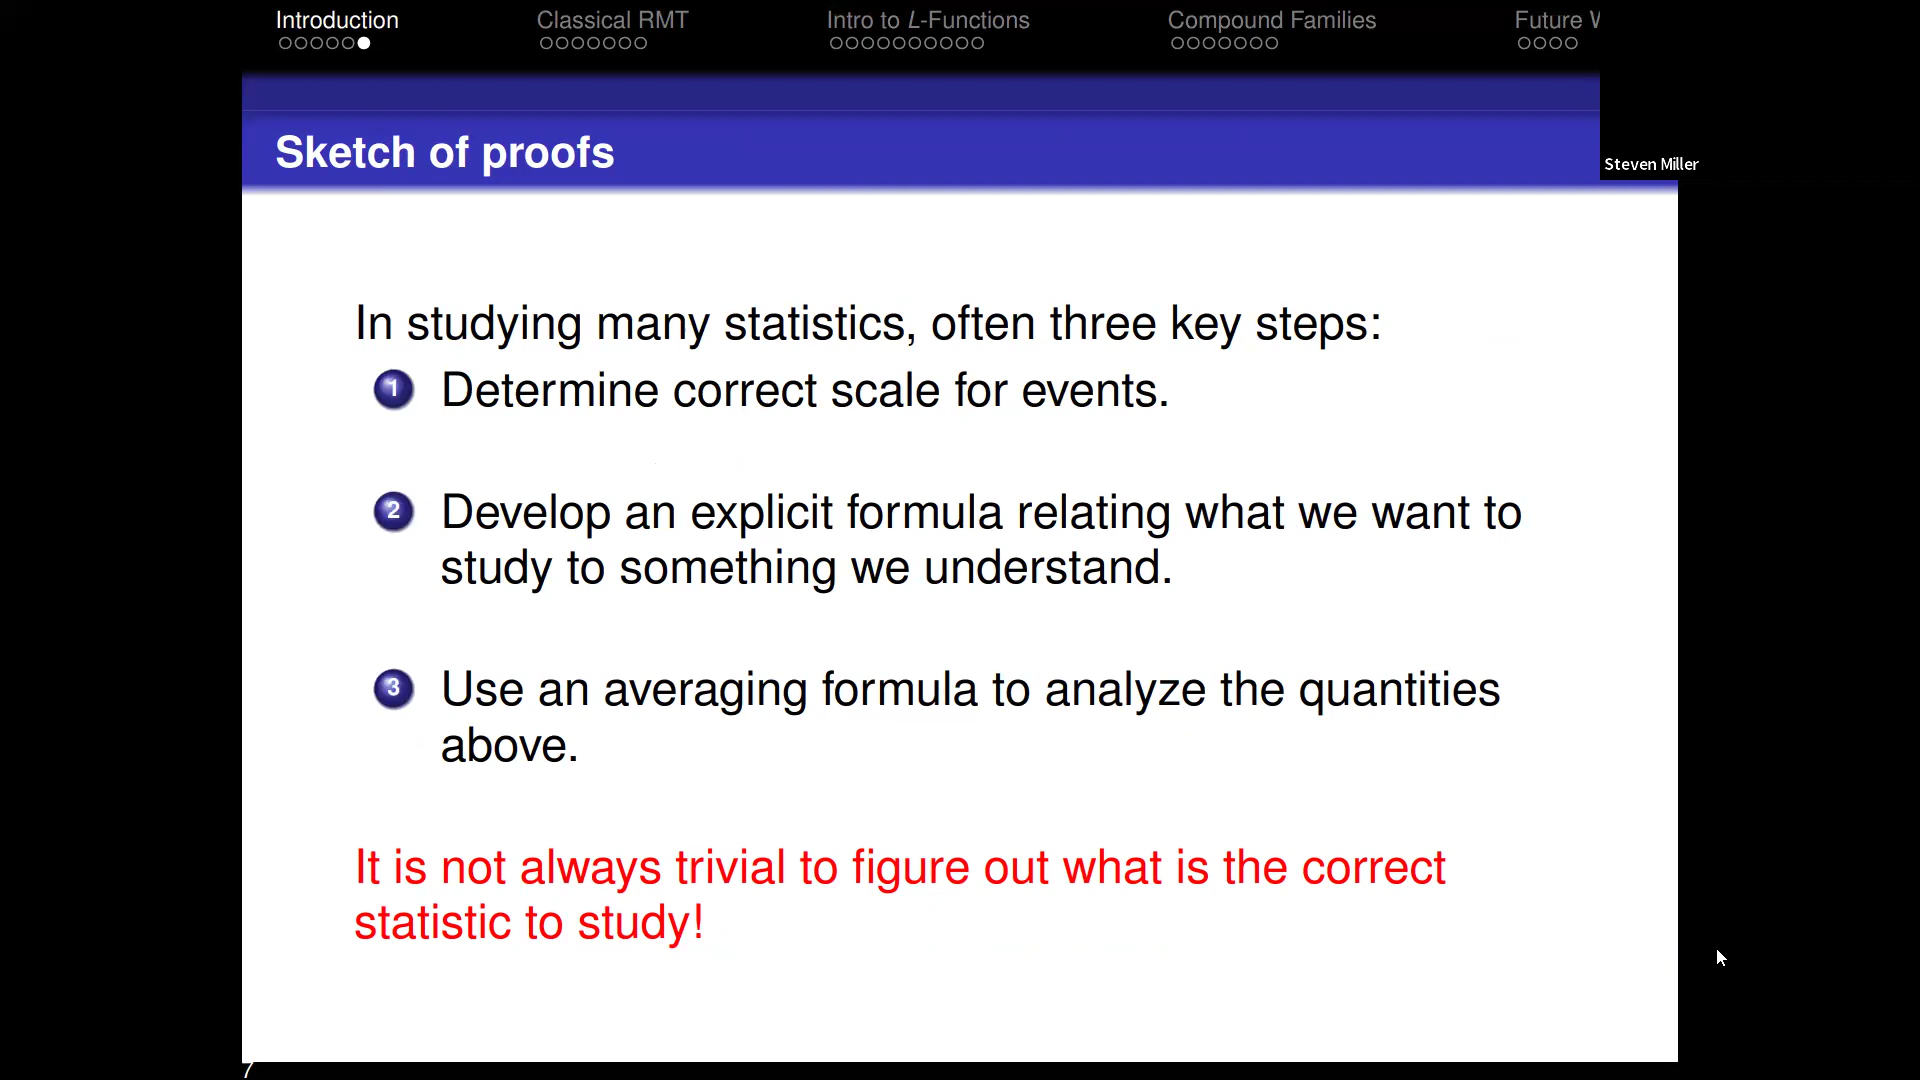 Introduction
Classical RMT
Intro to L-Functions
Compound Families
Future
Sketch of proofs
Steven Miller
In studying many statistics, often three key steps:
1 Determine correct scale for events.
2 Develop an explicit formula relating what we want to
study to something we understand.
3 Use an averaging formula to analyze the quantities
above.
It is not always trivial to figure out what is the correct
statistic to study!
7